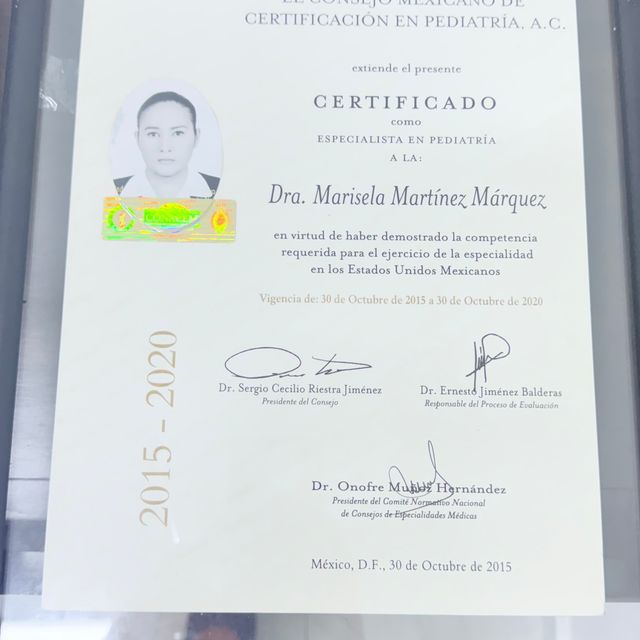 EL CONSEJO MEXICANO DE
CERTIFICACIÓN EN PEDIATRÍA, A.C.
extiende el presente
CERTIFICADO
como
ESPECIALISTA EN PEDIATRÍA
A LA:
Dra. Marisela Martínez Márquez
en virtud de haber demostrado la competencia
requerida para el ejercicio de la especialidad
en los Estados Unidos Mexicanos
Vigencia de: 30 de Octubre de 2015 a 30 de Octubre de 2020
2015 - 2020
Dr. Sergio Cecilio Riestra Jiménez
Presidente del Consejo
Dr. Ernesto Jiménez Balderas
Responsable del Proceso de Evaluación
Dr. Onofre Muñoz Hernández
Presidente del Comité Normativo Nacional
de Consejos de Especialidades Médicas
México, D.F., 30 de Octubre de 2015